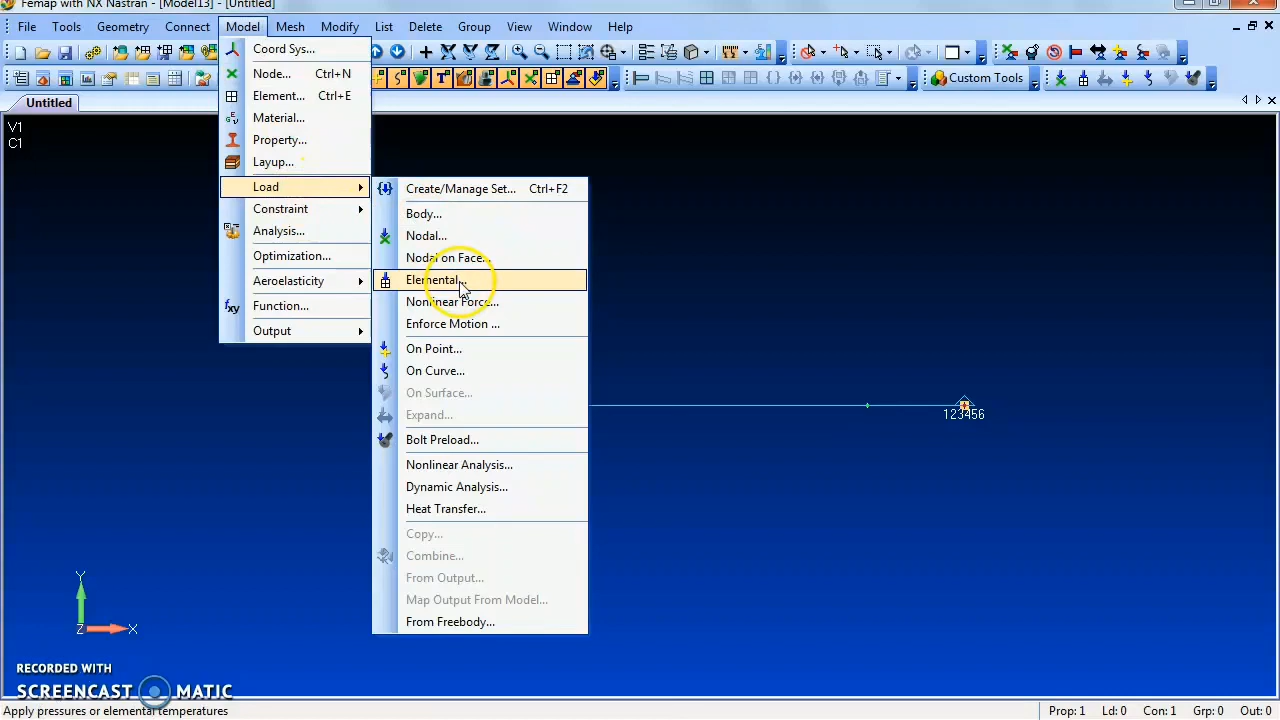 Femap with NX Nastran - [Model13] - [Untitled]
File Tools Geometry Connect Model Mesh Modify List Delete Group View Window Help
Custom Tools
Untitled
V1
C1
Coord Sys...
Node... Ctrl+N
Element... Ctrl+E
Material...
Property...
Layup...
Load
Constraint
Analysis...
Optimization...
Aeroelasticity
Function...
Output
Create/Manage Set... Ctrl+F2
Body...
Nodal...
Nodal on Face...
Elemental...
Nonlinear Force...
Enforce Motion ...
On Point...
On Curve...
On Surface...
Expand...
Bolt Preload...
Nonlinear Analysis...
Dynamic Analysis...
Heat Transfer...
Copy...
Combine...
From Output...
Map Output From Model...
From Freebody...
123456
Y
Z X
RECORDED WITH
SCREENCAST MATIC
Apply pressures or elemental temperatures
Prop: 1 Ld: 0 Con: 1 Grp: 0 Out: 0